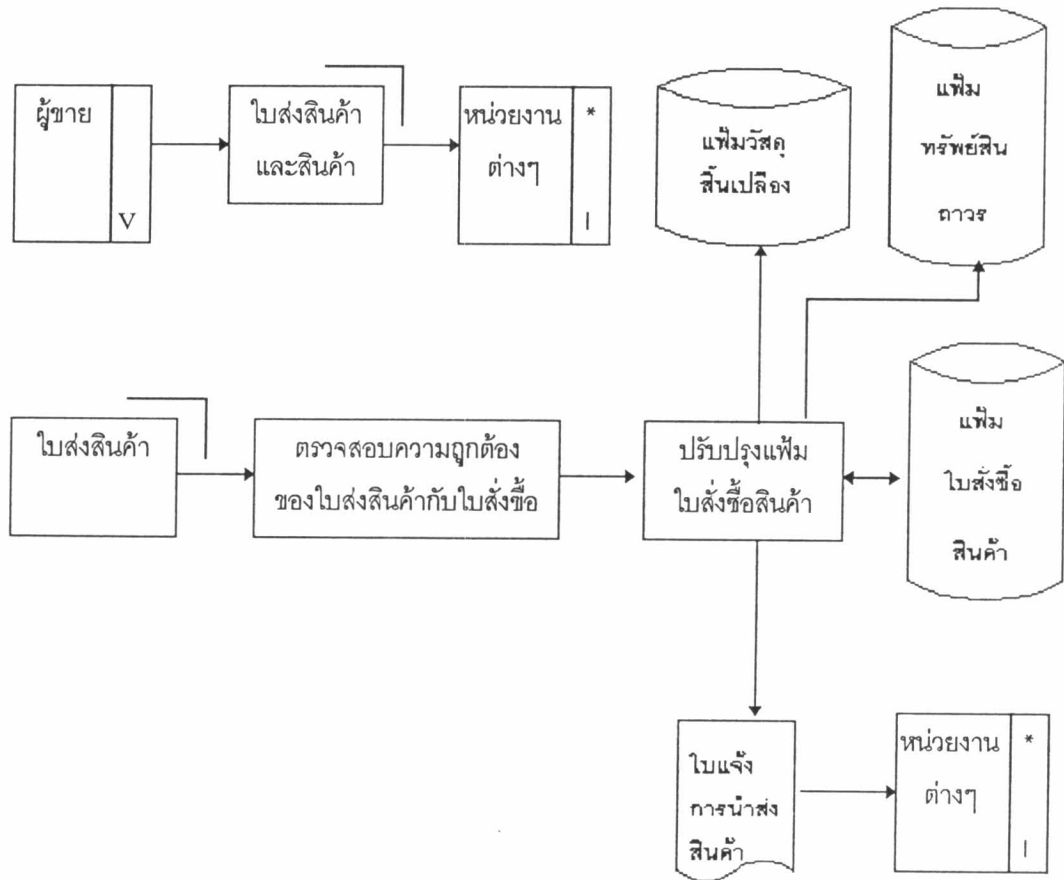 ผู้ขาย
V
ใบส่งสินค้า
และสินค้า
หน่วยงาน
ต่างๆ
*
I
แฟ้มวัสดุ
สิ้นเปลือง
แฟ้ม
ทรัพย์สิน
ถาวร
ใบส่งสินค้า
ตรวจสอบความถูกต้อง
ของใบส่งสินค้ากับใบสั่งซื้อ
ปรับปรุงแฟ้ม
ใบสั่งซื้อสินค้า
แฟ้ม
ใบสั่งซื้อ
สินค้า
ใบแจ้ง
การนำส่ง
สินค้า
หน่วยงาน
ต่างๆ
*
I